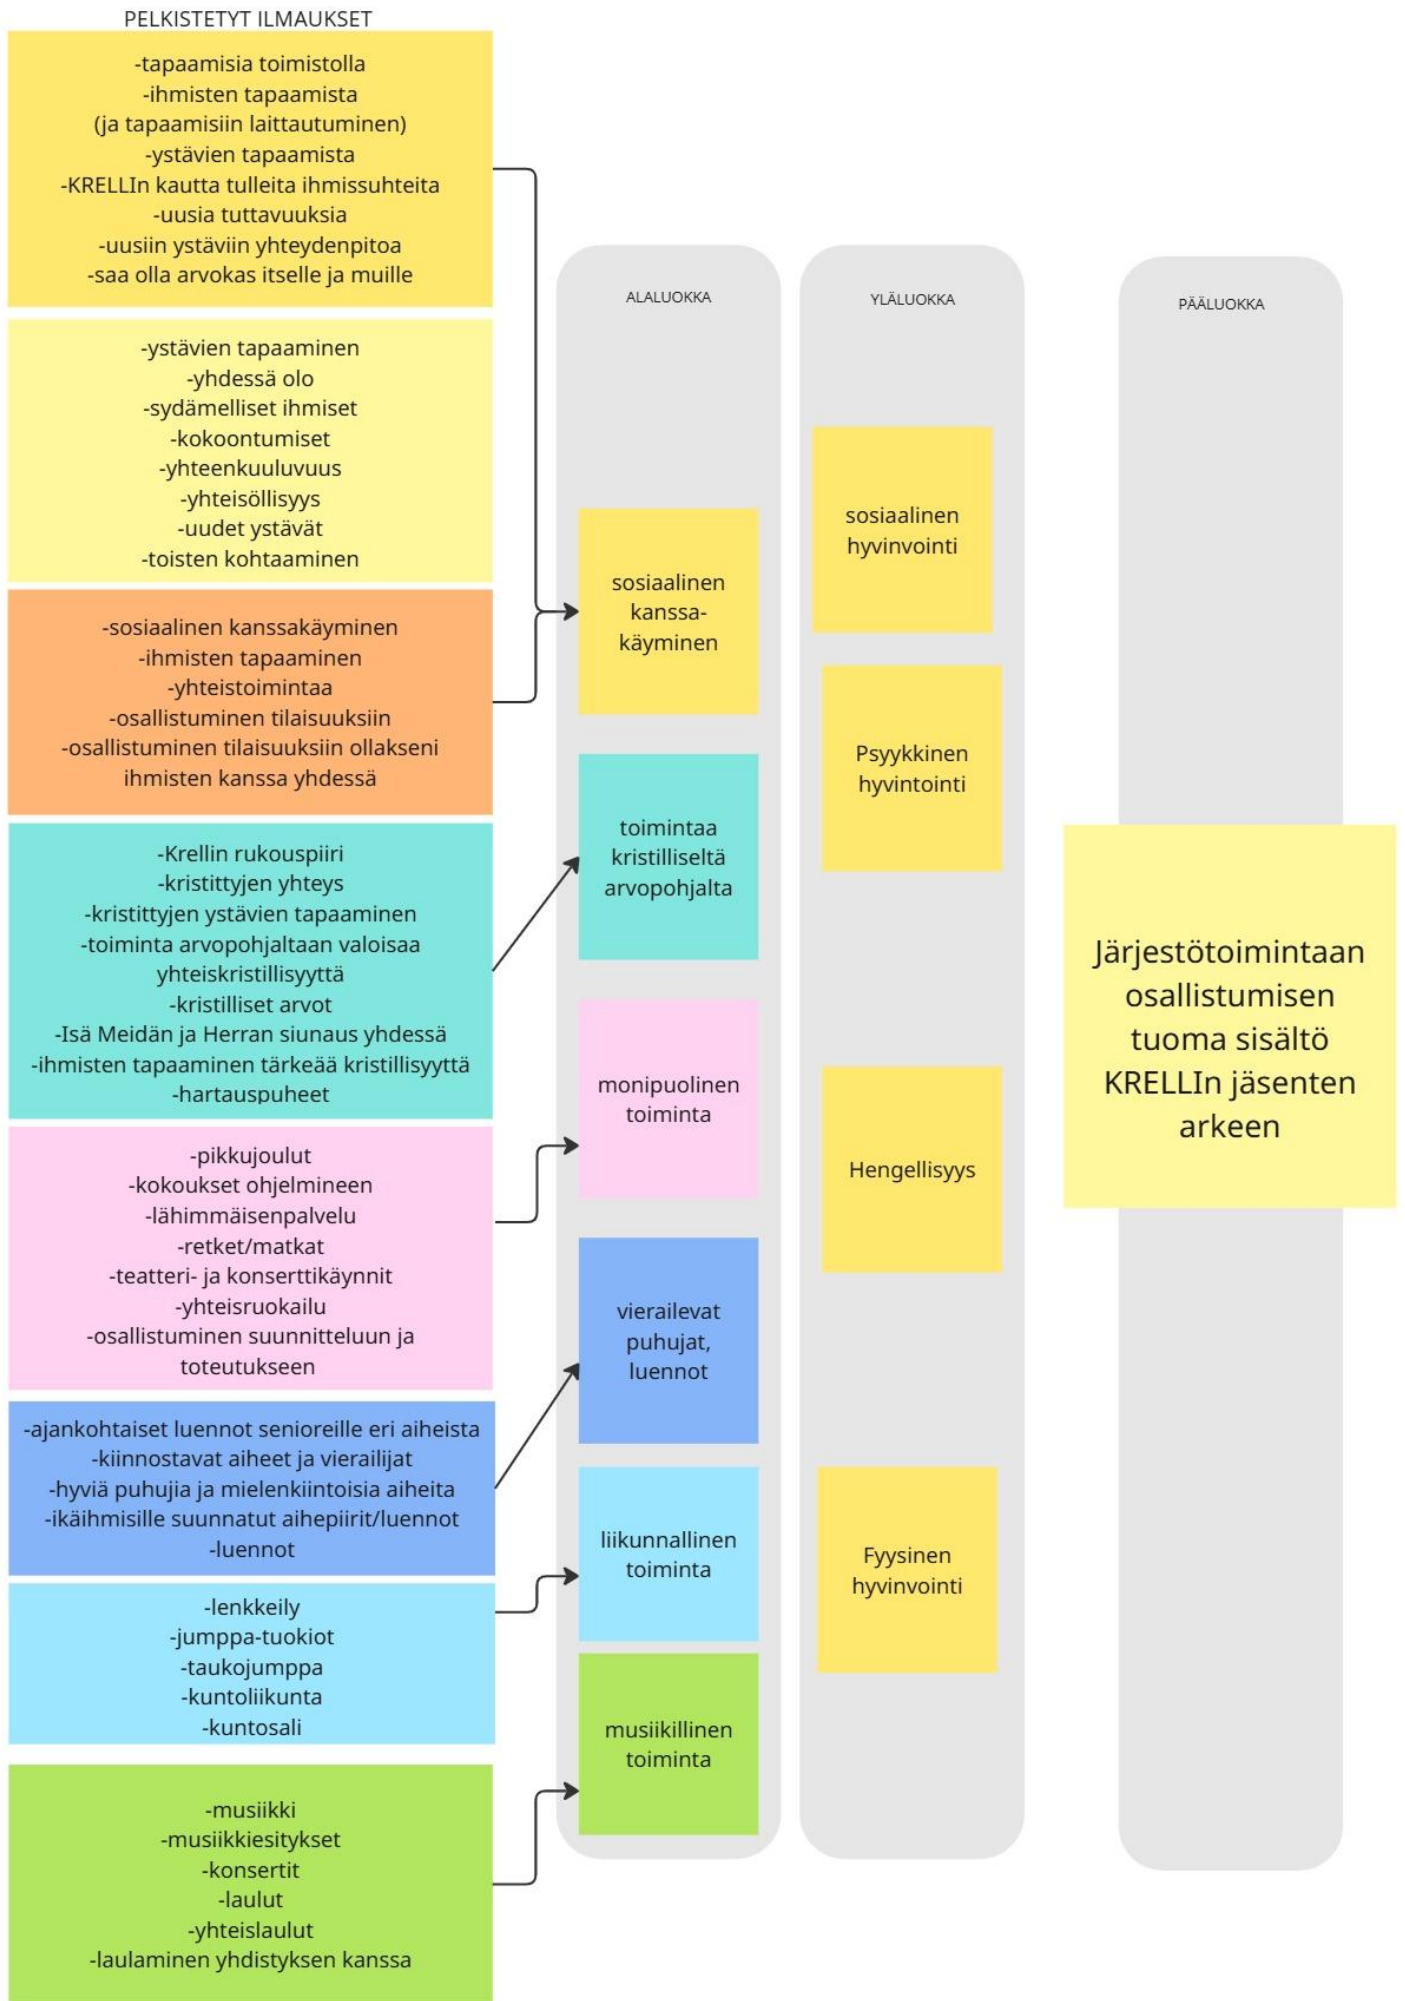 PELKISTETYT ILMAUKSET
-tapaamisia toimistolla
-ihmisten tapaamista
(ja tapaamisiin laittautuminen)
-ystävien tapaamista
-KRELLIn kautta tulleita ihmissuhteita
-uusia tuttavuuksia
-uusiin ystäviin yhteydenpitoa
-saa olla arvokas itselle ja muille
-ystävien tapaaminen
-yhdessä olo
-sydämelliset ihmiset
-kokoontumiset
-yhteenkuuluvuus
-yhteisöllisyys
-uudet ystävät
-toisten kohtaaminen
-sosiaalinen kanssakäyminen
-ihmisten tapaaminen
-yhteistoimintaa
-osallistuminen tilaisuuksiin
-osallistuminen tilaisuuksiin ollakseni
ihmisten kanssa yhdessä
-Krellin rukouspiiri
-kristittyjen yhteys
-kristittyjen ystävien tapaaminen
-toiminta arvopohjaltaan valoisaa
yhteiskristillisyyttä
-kristilliset arvot
-Isä Meidän ja Herran siunaus yhdessä
-ihmisten tapaaminen tärkeää kristillisyyttä
-hartauspuheet
-pikkujoulut
-kokoukset ohjelmineen
-lähimmäisenpalvelu
-retket/matkat
-teatteri- ja konserttikäynnit
-yhteisruokailu
-osallistuminen suunnitteluun ja
toteutukseen
-ajankohtaiset luennot senioreille eri aiheista
-kiinnostavat aiheet ja vierailijat
-hyviä puhujia ja mielenkiintoisia aiheita
-ikäihmisille suunnatut aihepiirit/luennot
-luennot
-lenkkeily
-jumppa-tuokiot
-taukojumppa
-kuntoliikunta
-kuntosali
-musiikki
-musiikkiesitykset
-konsertit
-laulut
-yhteislaulut
-laulaminen yhdistyksen kanssa
ALALUOKKA
sosiaalinen
kanssa-
käyminen
toimintaa
kristilliseltä
arvopohjalta
monipuolinen
toiminta
vierailevat
puhujat,
luennot
liikunnallinen
toiminta
musiikillinen
toiminta
YLÄLUOKKA
sosiaalinen
hyvinvointi
Psyykkinen
hyvintointi
Hengellisyys
Fyysinen
hyvinvointi
PÄÄLUOKKA
Järjestötoimintaan
osallistumisen
tuoma sisältö
KRELLIn jäsenten
arkeen